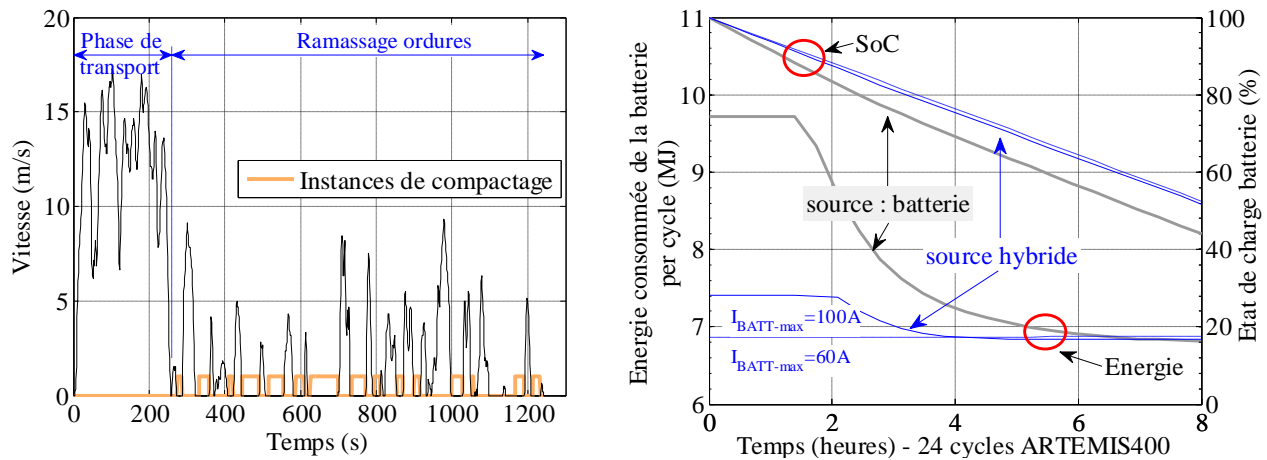 20
15
10
5
0
Vitesse (m/s)
Phase de
transport
Ramassage ordures
Instances de compactage
0
200
400
600
800
1000
1200
Temps (s)
11
10
9
8
7
6
Energie consommée de la batterie
per cycle (MJ)
SoC
source : batterie
source hybride
I_BATT-max=100A
I_BATT-max=60A
Energie
100
80
60
40
20
0
Etat de charge batterie (%)
0
2
4
6
8
Temps (heures) - 24 cycles ARTEMIS400